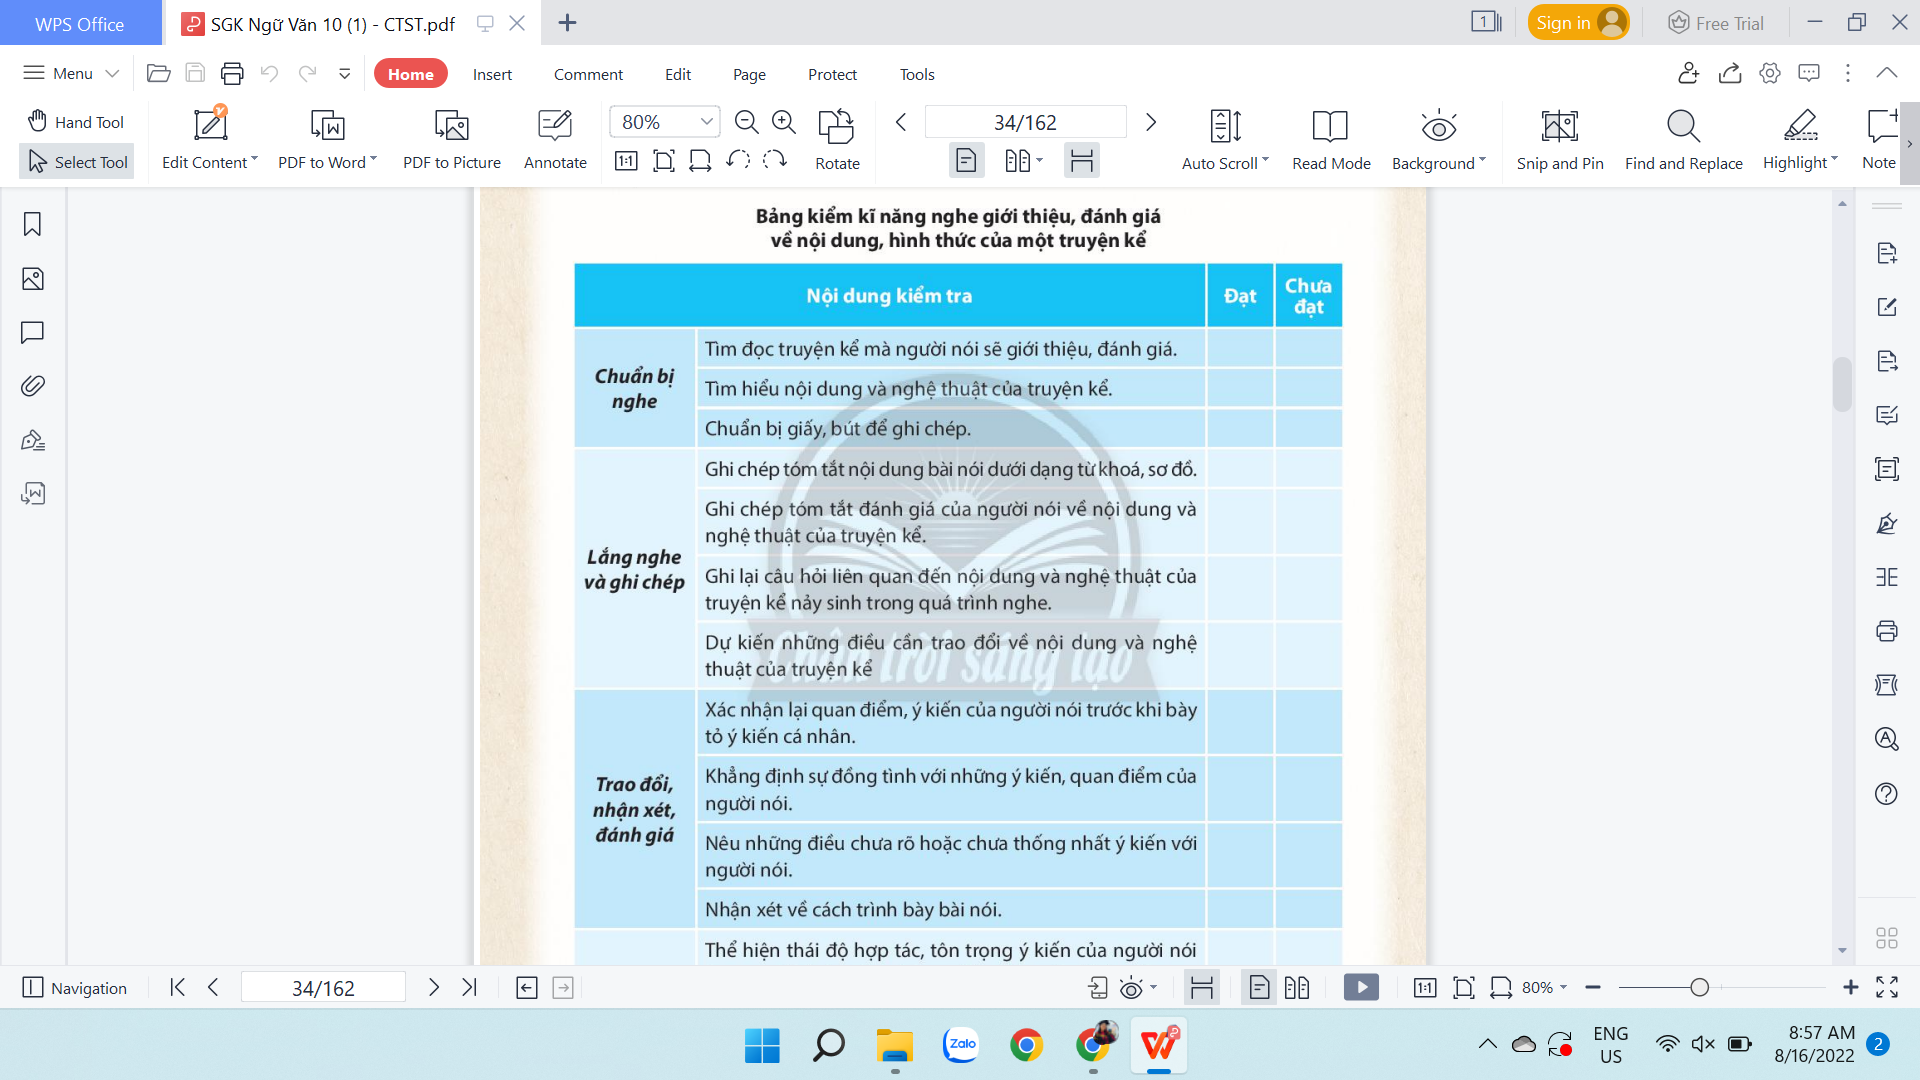 WPS Office
SGK Ngữ Văn 10 (1) - CTST.pdf
1
Sign in
Free Trial
Menu
Home
Insert
Comment
Edit
Page
Protect
Tools
Hand Tool
Select Tool
Edit Content
PDF to Word
PDF to Picture
Annotate
80%
1:1
Rotate
34/162
Auto Scroll
Read Mode
Background
Snip and Pin
Find and Replace
Highlight
Note
Bảng kiểm kĩ năng nghe giới thiệu, đánh giá
về nội dung, hình thức của một truyện kể
Nội dung kiểm tra
Đạt
Chưa
đạt
Chuẩn bị
nghe
Tìm đọc truyện kể mà người nói sẽ giới thiệu, đánh giá.
Tìm hiểu nội dung và nghệ thuật của truyện kể.
Chuẩn bị giấy, bút để ghi chép.
Lắng nghe
và ghi chép
Ghi chép tóm tắt nội dung bài nói dưới dạng từ khoá, sơ đồ.
Ghi chép tóm tắt đánh giá của người nói về nội dung và
nghệ thuật của truyện kể.
Ghi lại câu hỏi liên quan đến nội dung và nghệ thuật của
truyện kể nảy sinh trong quá trình nghe.
Dự kiến những điều cần trao đổi về nội dung và nghệ
thuật của truyện kể
Chân trời sáng tạo
Trao đổi,
nhận xét,
đánh giá
Xác nhận lại quan điểm, ý kiến của người nói trước khi bày
tỏ ý kiến cá nhân.
Khẳng định sự đồng tình với những ý kiến, quan điểm của
người nói.
Nêu những điều chưa rõ hoặc chưa thống nhất ý kiến với
người nói.
Nhận xét về cách trình bày bài nói.
Thể hiện thái độ hợp tác, tôn trọng ý kiến của người nói
Navigation
34/162
1:1
80%
Zalo
ENG
US
8:57 AM
8/16/2022
2